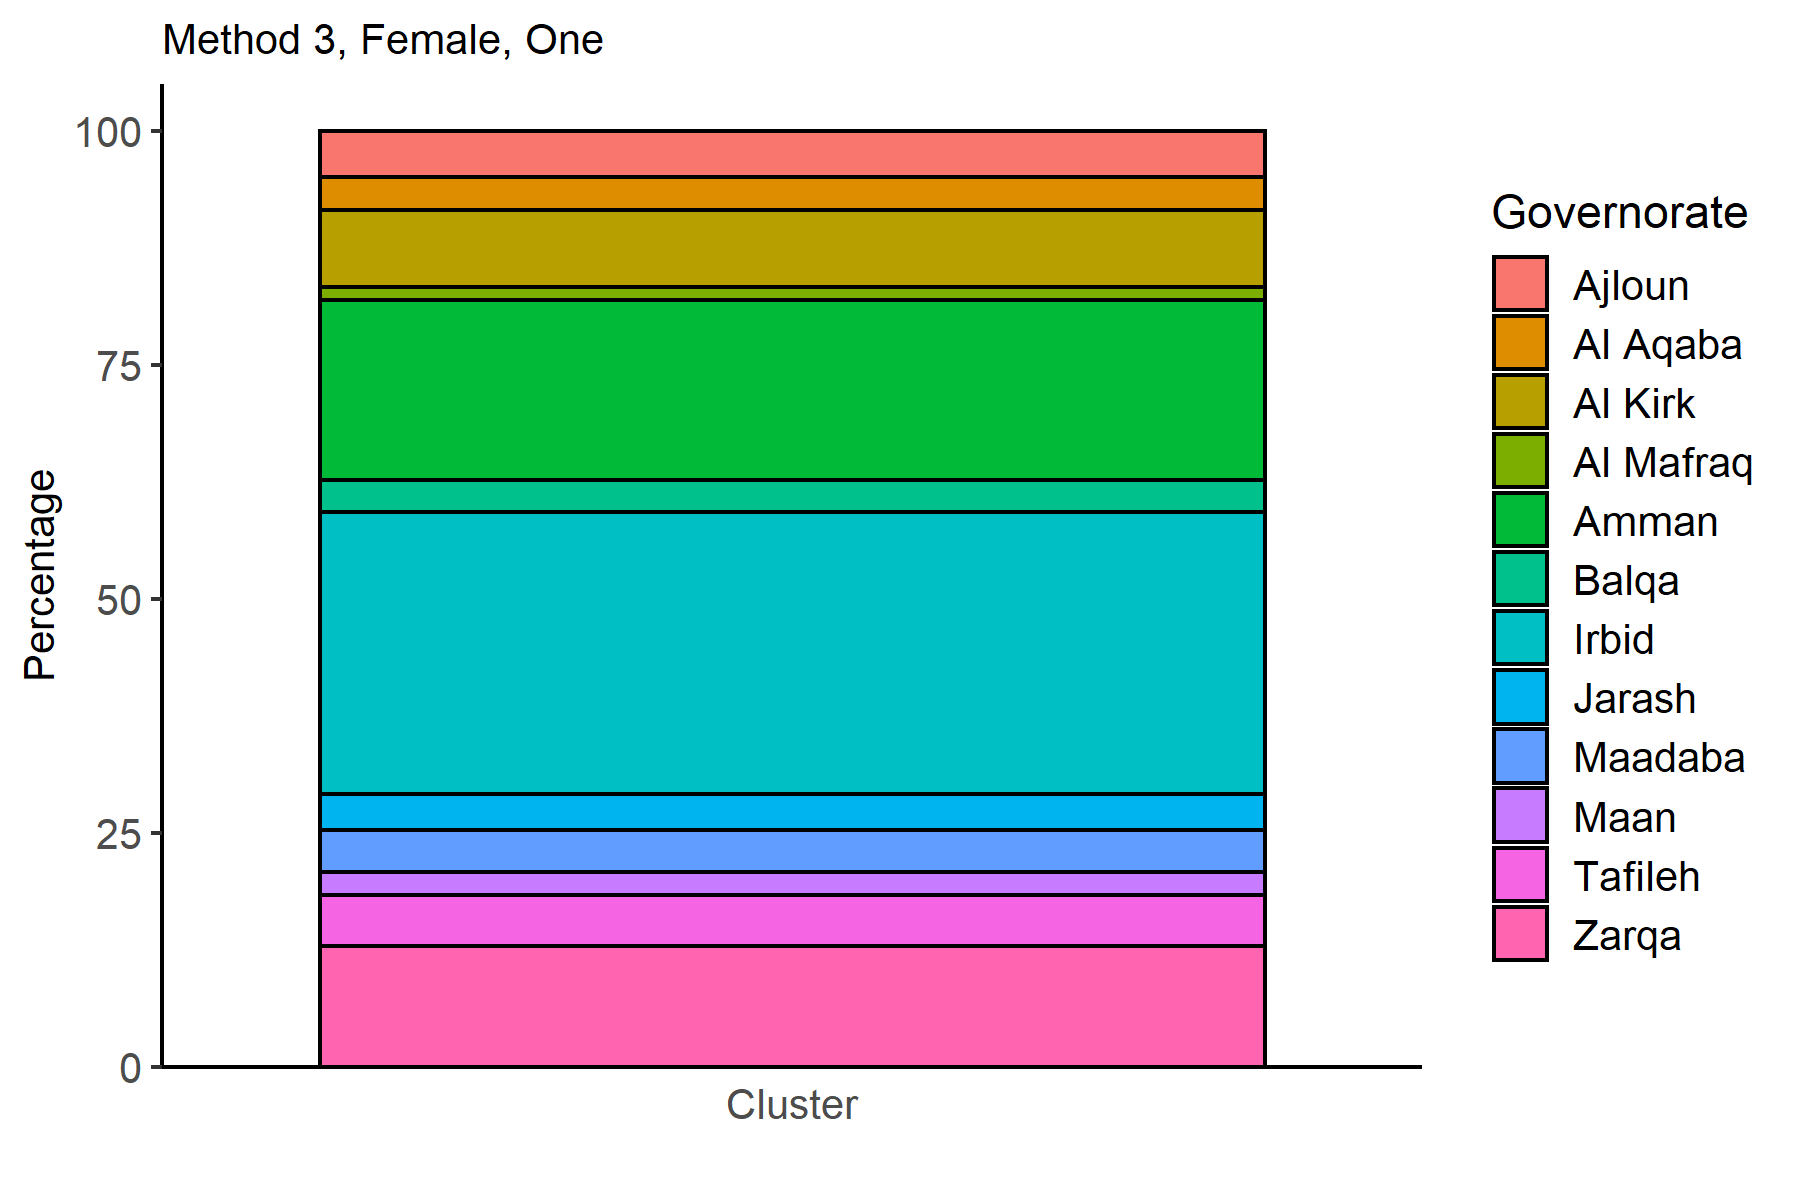 Method 3, Female, One
100
75
50
25
0
Percentage
Cluster
Governorate
Ajloun
Al Aqaba
Al Kirk
Al Mafraq
Amman
Balqa
Irbid
Jarash
Maadaba
Maan
Tafileh
Zarqa